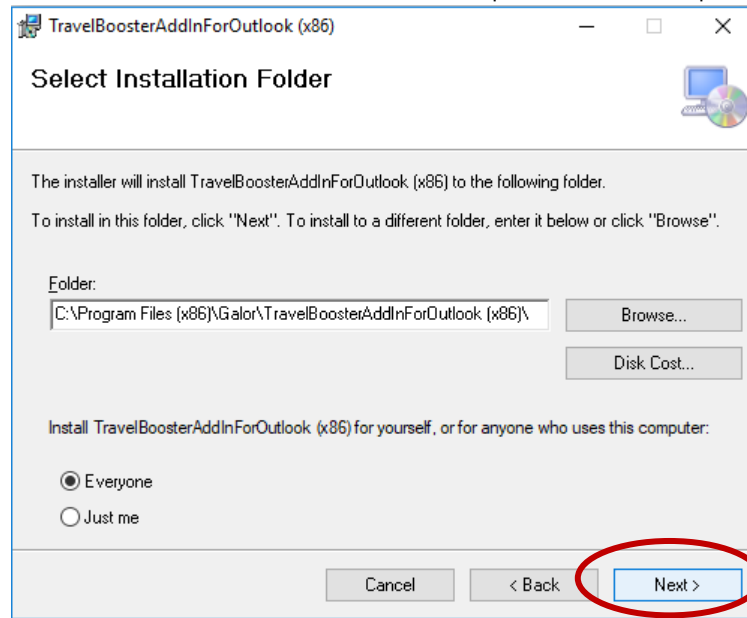 TravelBoosterAddInForOutlook (x86)
Select Installation Folder
The installer will install TravelBoosterAddInForOutlook (x86) to the following folder.
To install in this folder, click "Next". To install to a different folder, enter it below or click "Browse".
Folder:
C:\Program Files (x86)\Galor\TravelBoosterAddInForOutlook (x86)\
Browse...
Disk Cost...
Install TravelBoosterAddInForOutlook (x86) for yourself, or for anyone who uses this computer:
Everyone
Just me
Cancel
< Back
Next >